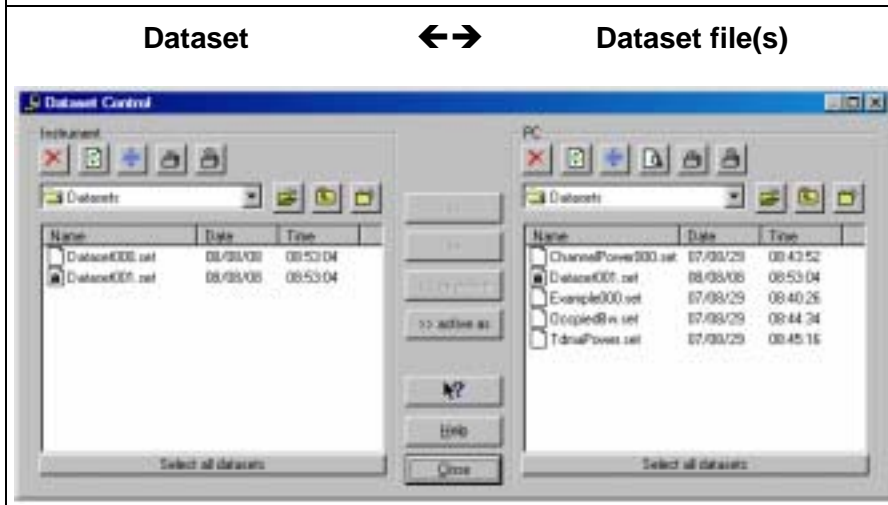 Dataset ←→ Dataset file(s)
Dataset Control
Instrument
Datasets
Name Date Time
Dataset000.set 08/08/08 08:53:04
Dataset001.set 08/08/08 08:53:04
Select all datasets
>> active as
Help
Close
PC
Datasets
Name Date Time
ChannelPower000.set 07/08/29 08:43:52
Dataset001.set 08/08/08 08:53:04
Example000.set 07/08/29 08:40:26
OccpiedBw.set 07/08/29 08:44:34
TdmaPower.set 07/08/29 08:45:16
Select all datasets